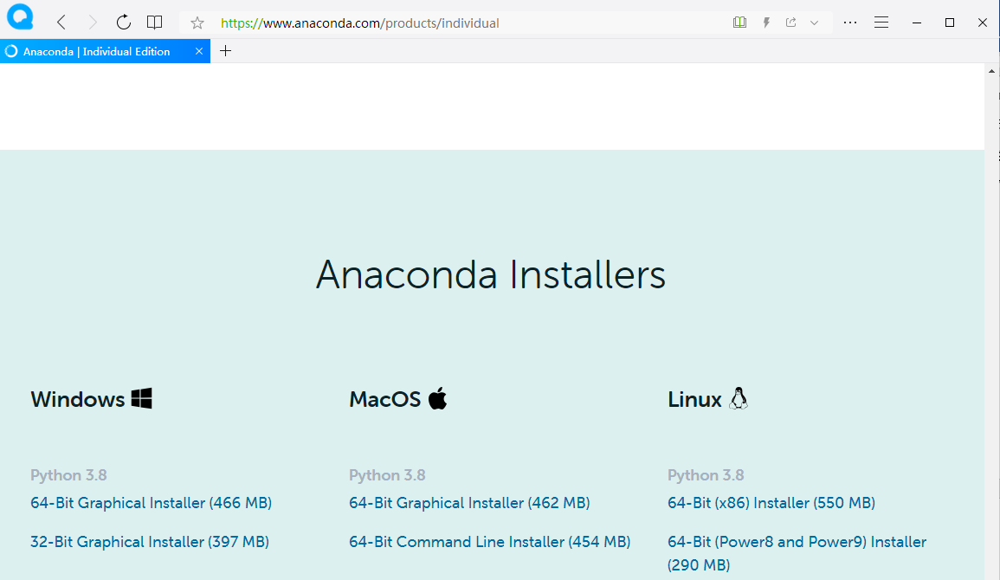 https://www.anaconda.com/products/individual
Anaconda | Individual Edition
Anaconda Installers
Windows
MacOS
Linux
Python 3.8
Python 3.8
Python 3.8
64-Bit Graphical Installer (466 MB)
64-Bit Graphical Installer (462 MB)
64-Bit (x86) Installer (550 MB)
32-Bit Graphical Installer (397 MB)
64-Bit Command Line Installer (454 MB)
64-Bit (Power8 and Power9) Installer
(290 MB)